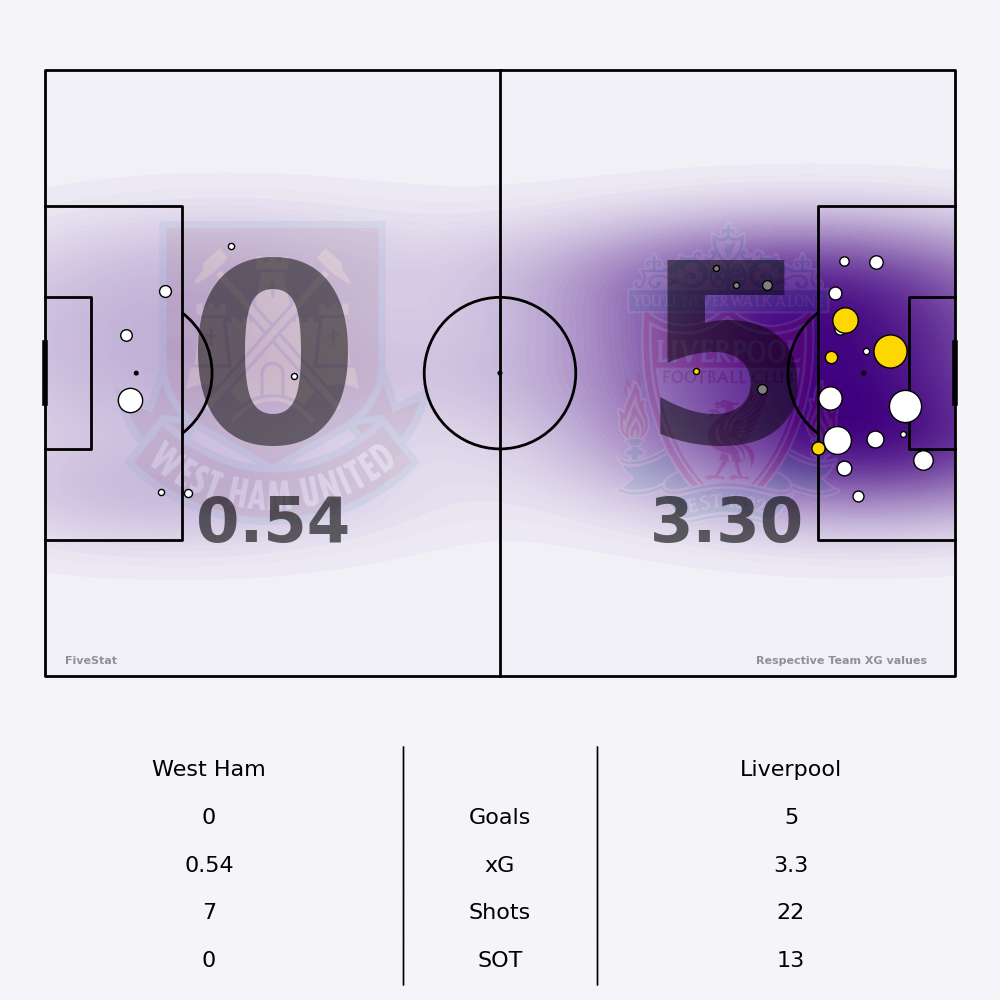 YOU'LL NEVER WALK ALONE
LIVERPOOL
FOOTBALL CLUB
WEST HAM UNITED
0
5
0.54
3.30
FiveStat
Respective Team XG values
West Ham
Liverpool
0
Goals
5
0.54
xG
3.3
7
Shots
22
0
SOT
13